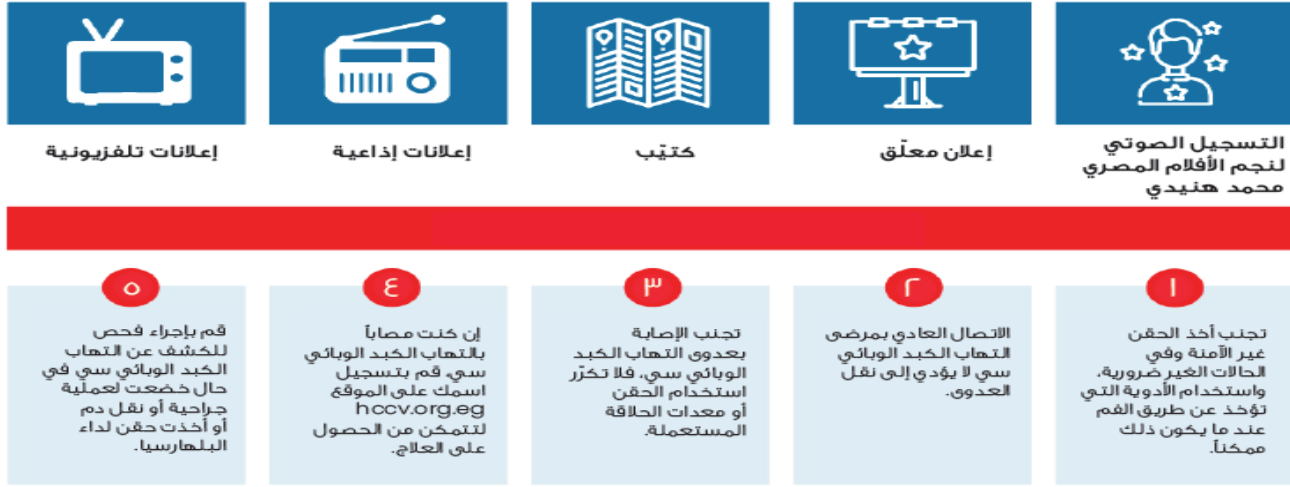 التسجيل الصوتي
لنجم الأفلام المصري
محمد هنيدي
إعلان معلّق
كتيّب
إعلانات إذاعية
إعلانات تلفزيونية
١
تجنب أخذ الحقن
غير الآمنة وفي
الحالات الغير ضرورية،
واستخدام الأدوية التي
تؤخذ عن طريق الفم
عند ما يكون ذلك
ممكناً.
٢
الاتصال العادي بمرضى
التهاب الكبد الوبائي
سي لا يؤدي إلى نقل
العدوى.
٣
تجنب الإصابة
بعدوى التهاب الكبد
الوبائي سي، فلا تكرّر
استخدام الحقن
أو معدات الحلاقة
المستعملة.
٤
إن كنت مصاباً
بالتهاب الكبد الوبائي
سي، قم بتسجيل
اسمك على الموقع
hccv.org.eg
لتتمكن من الحصول
على العلاج.
٥
قم بإجراء فحص
للكشف عن التهاب
الكبد الوبائي سي في
حال خضعت لعملية
جراحية أو نقل دم
أو أخذت حقن لداء
البلهارسيا.